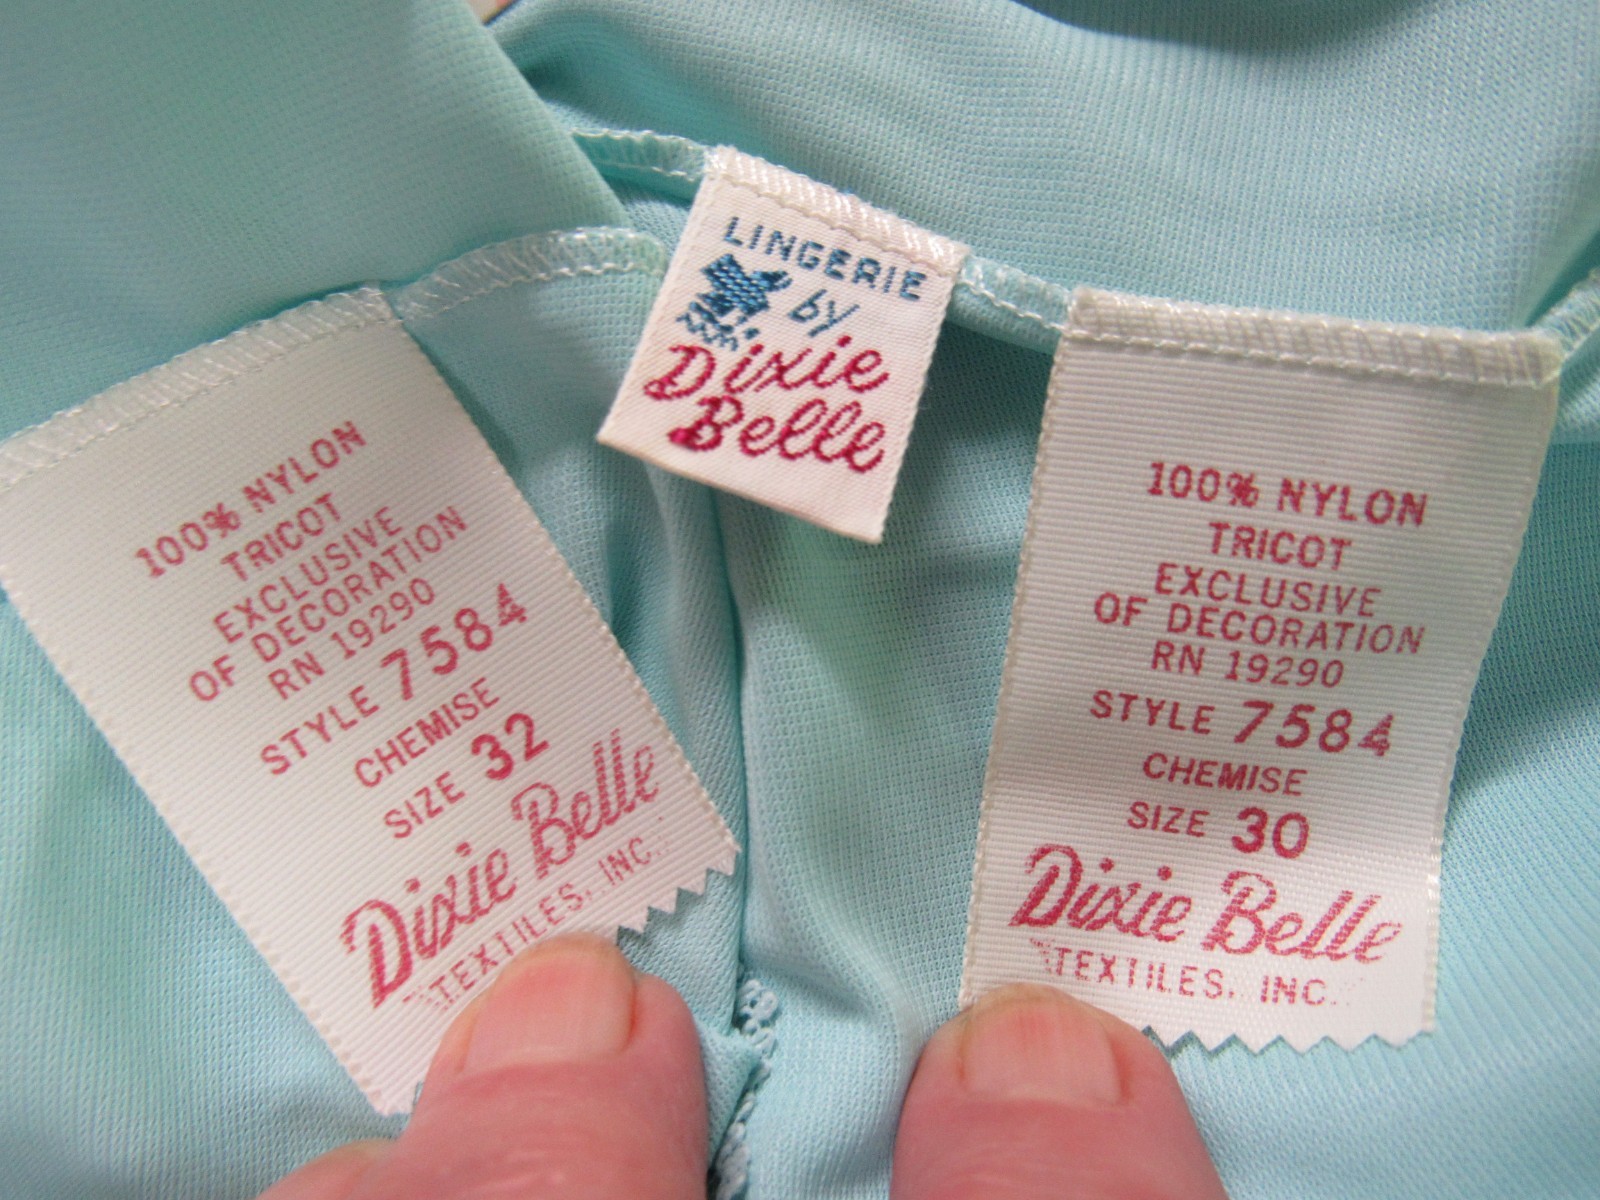 LINGERIE
by
Dixie
Belle
100% NYLON
TRICOT
EXCLUSIVE
OF DECORATION
RN 19290
STYLE 7584
CHEMISE
SIZE 32
Dixie Belle
TEXTILES, INC.
100% NYLON
TRICOT
EXCLUSIVE
OF DECORATION
RN 19290
STYLE 7584
CHEMISE
SIZE 30
Dixie Belle
TEXTILES, INC.